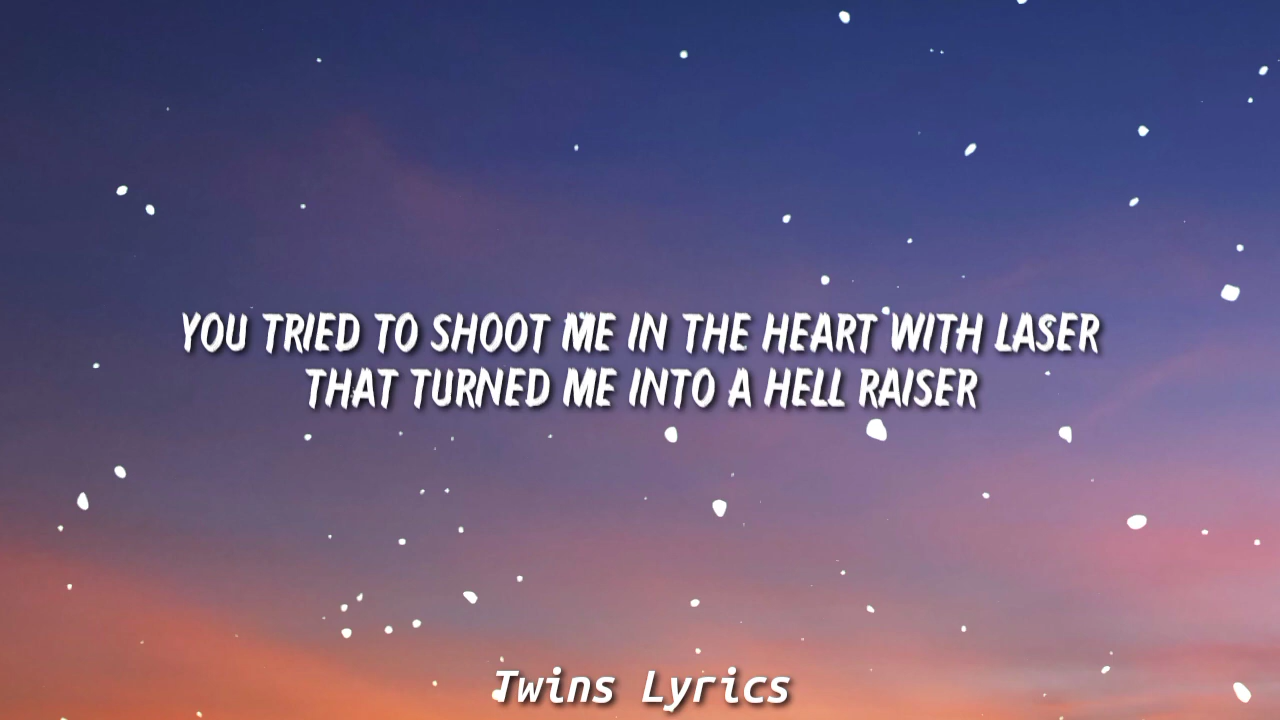 YOU TRIED TO SHOOT ME IN THE HEART WITH LASER
THAT TURNED ME INTO A HELL RAISER
Twins Lyrics